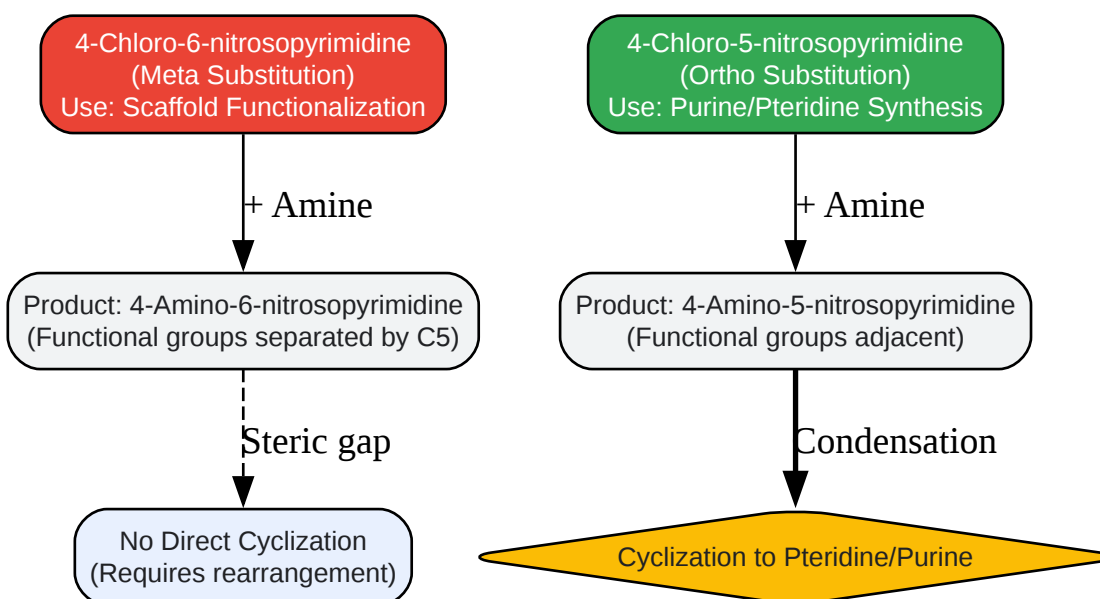 4-Chloro-6-nitrosopyrimidine
(Meta Substitution)
Use: Scaffold Functionalization
+ Amine
Product: 4-Amino-6-nitrosopyrimidine
(Functional groups separated by C5)
Steric gap
No Direct Cyclization
(Requires rearrangement)
4-Chloro-5-nitrosopyrimidine
(Ortho Substitution)
Use: Purine/Pteridine Synthesis
+ Amine
Product: 4-Amino-5-nitrosopyrimidine
(Functional groups adjacent)
Condensation
Cyclization to Pteridine/Purine